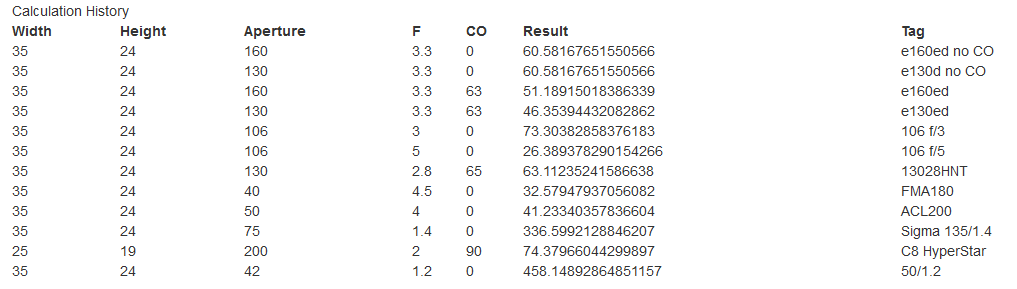 Calculation History
Width Height Aperture F CO Result Tag
35 24 160 3.3 0 60.58167651550566 e160ed no CO
35 24 130 3.3 0 60.58167651550566 e130d no CO
35 24 160 3.3 63 51.18915018386339 e160ed
35 24 130 3.3 63 46.35394432082862 e130ed
35 24 106 3 0 73.30382858376183 106 f/3
35 24 106 5 0 26.389378290154266 106 f/5
35 24 130 2.8 65 63.11235241586638 13028HNT
35 24 40 4.5 0 32.57947937056082 FMA180
35 24 50 4 0 41.23340357836604 ACL200
35 24 75 1.4 0 336.5992128846207 Sigma 135/1.4
25 19 200 2 90 74.37966044299897 C8 HyperStar
35 24 42 1.2 0 458.14892864851157 50/1.2